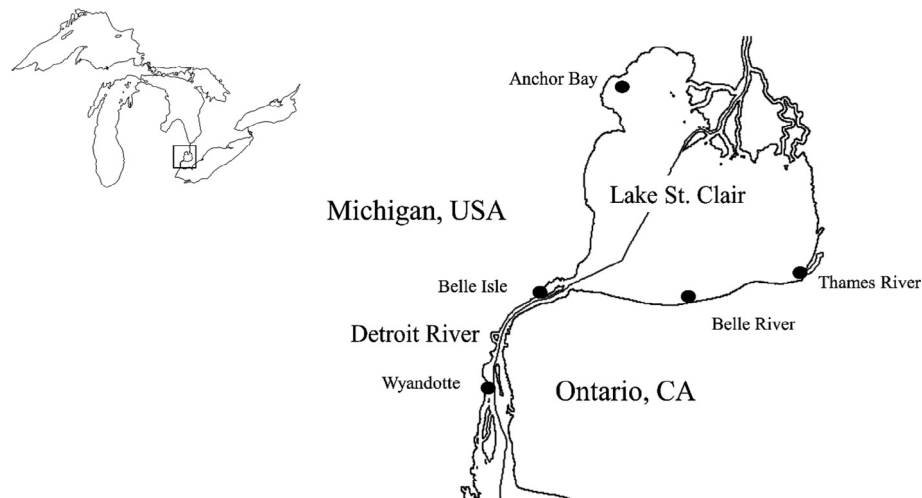 Anchor Bay
Lake St. Clair
Michigan, USA
Thames River
Belle Isle
Belle River
Detroit River
Wyandotte
Ontario, CA